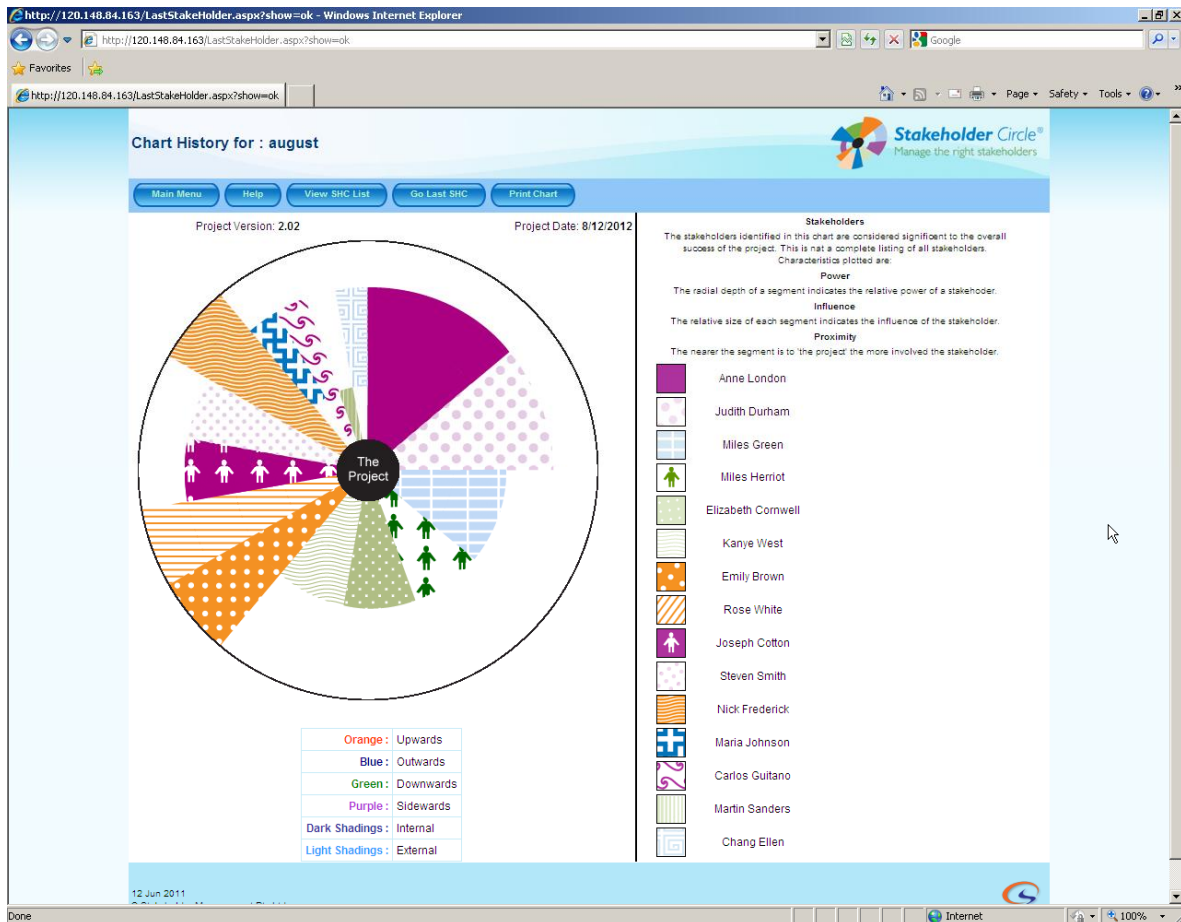 http://120.148.84.163/LastStakeHolder.aspx?show=ok - Windows Internet Explorer
http://120.148.84.163/LastStakeHolder.aspx?show=ok
Google
Favorites
http://120.148.84.163/LastStakeHolder.aspx?show=ok
Page
Safety
Tools
Chart History for : august
Stakeholder Circle®
Manage the right stakeholders
Main Menu
Help
View SHC List
Go Last SHC
Print Chart
Project Version: 2.02
Project Date: 8/12/2012
The
Project
Orange : Upwards
Blue : Outwards
Green : Downwards
Purple : Sidewards
Dark Shadings : Internal
Light Shadings : External
Stakeholders
The stakeholders identified in this chart are considered significent to the overall
success of the project. This is nat a complete listing of all stakeholders.
Characteristics plotted are:
Power
The radial depth of a segment indicates the relative power of a stakehoder.
Influence
The relative size of each segment indicates the influence of the stakeholder.
Proximity
The nearer the segment is to 'the project' the more involved the stakeholder.
Anne London
Judith Durham
Miles Green
Miles Herriot
Elizabeth Cornwell
Kanye West
Emily Brown
Rose White
Joseph Cotton
Steven Smith
Nick Frederick
Maria Johnson
Carlos Guitano
Martin Sanders
Chang Ellen
12 Jun 2011
Done
Internet
100%